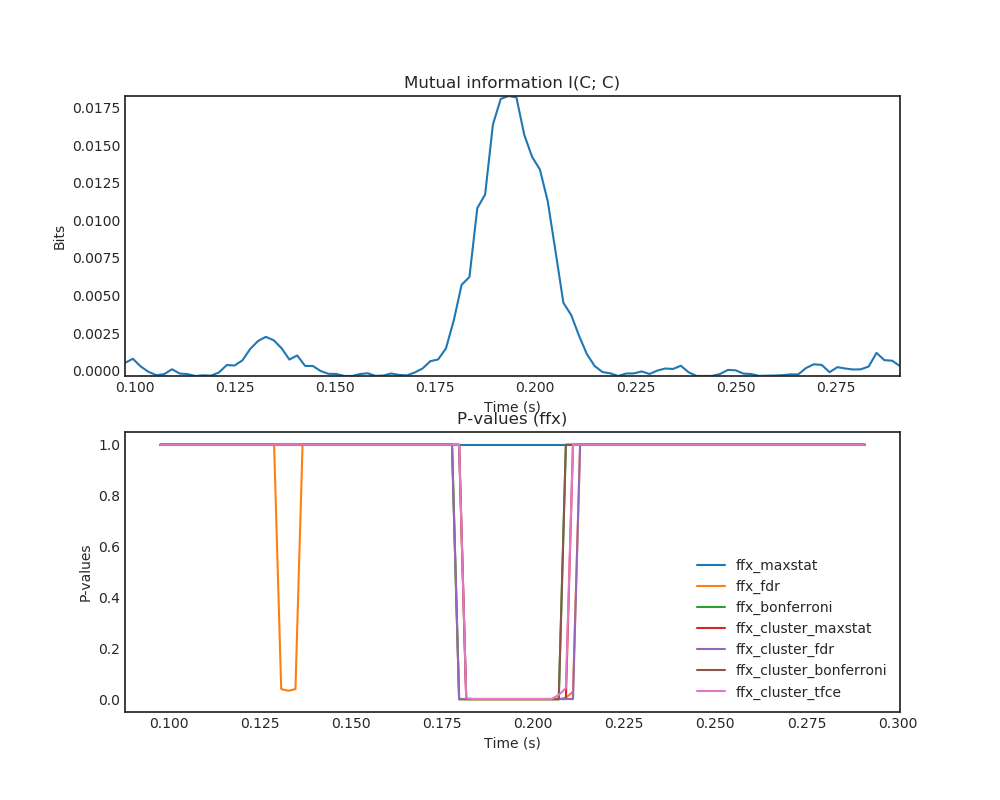 Mutual information I(C; C)
0.0175
0.0150
0.0125
0.0100
0.0075
0.0050
0.0025
0.0000
Bits
0.100 0.125 0.150 0.175 0.200 0.225 0.250 0.275
Time (s)
P-values (ffx)
1.0
0.8
0.6
0.4
0.2
0.0
P-values
ffx_maxstat
ffx_fdr
ffx_bonferroni
ffx_cluster_maxstat
ffx_cluster_fdr
ffx_cluster_bonferroni
ffx_cluster_tfce
0.100 0.125 0.150 0.175 0.200 0.225 0.250 0.275 0.300
Time (s)